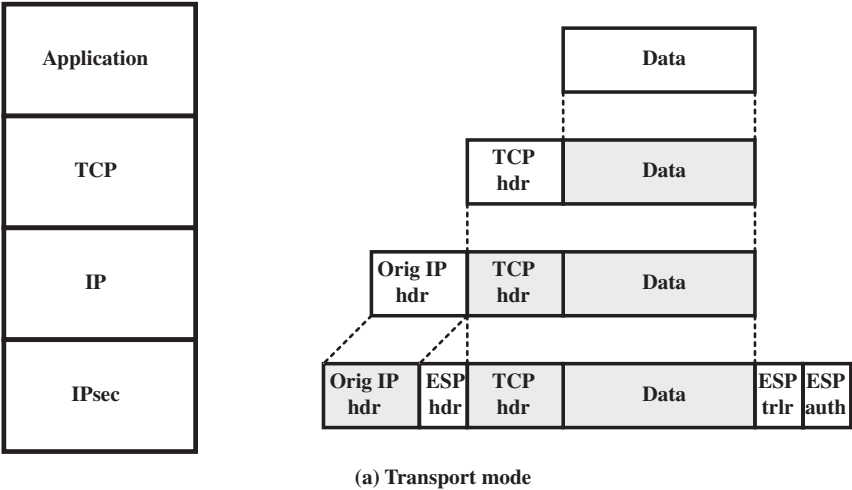 Application
Data
TCP
TCP
hdr
Data
IP
Orig IP
hdr
TCP
hdr
Data
IPsec
Orig IP
hdr
ESP
hdr
TCP
hdr
Data
ESP
trlr
ESP
auth
(a) Transport mode